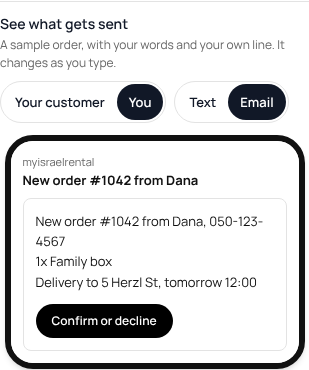 See what gets sent
A sample order, with your words and your own line. It
changes as you type.
Your customer
You
Text
Email
myisraelrental
New order #1042 from Dana
New order #1042 from Dana, 050-123-
4567
1x Family box
Delivery to 5 Herzl St, tomorrow 12:00
Confirm or decline